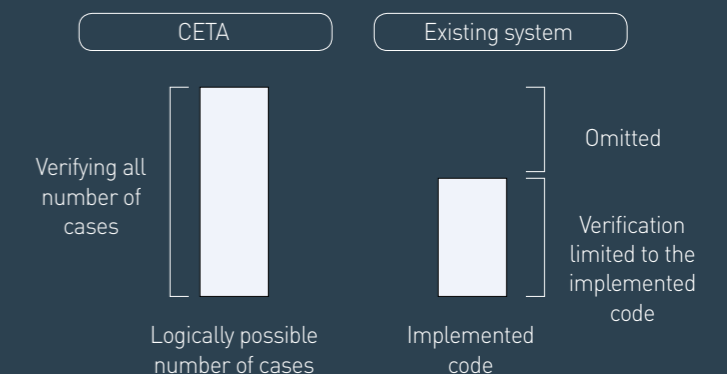 CETA
Existing system
Verifying all
number of
cases
Omitted
Verification
limited to the
implemented
code
Logically possible
number of cases
Implemented
code